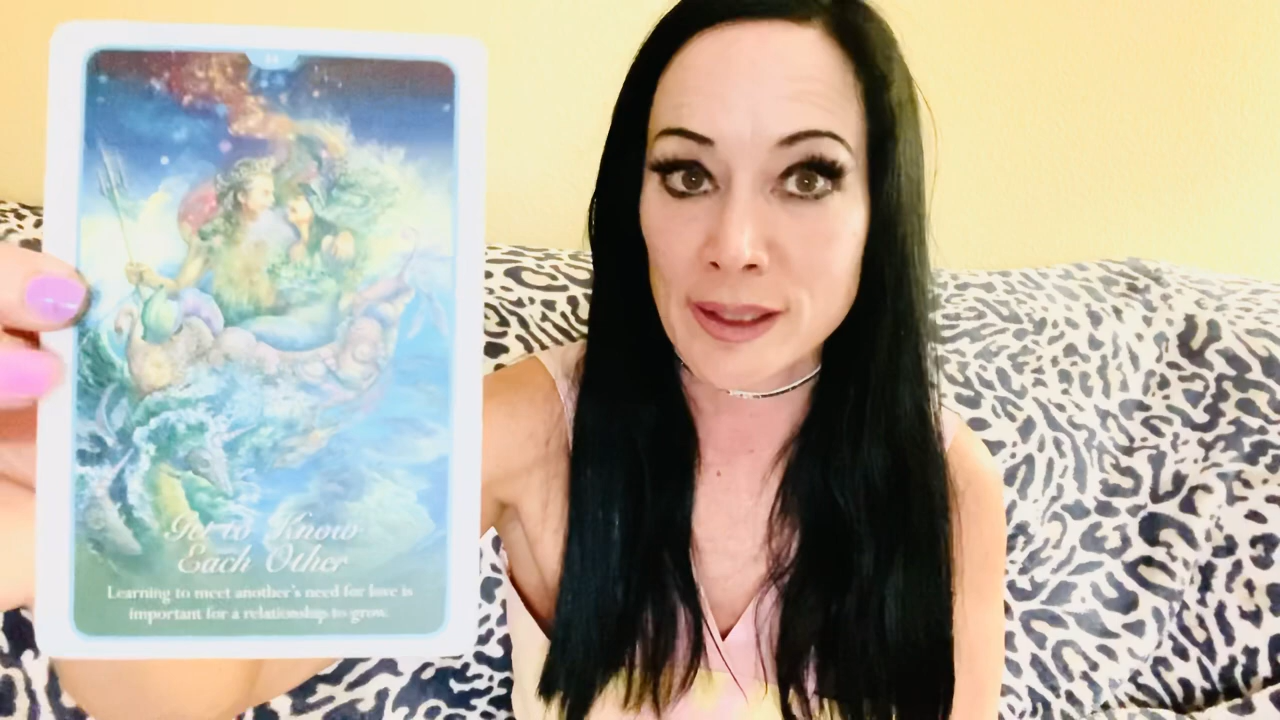 Get to Know
Each Other
Learning to meet another's need for love is
important for a relationship to grow.